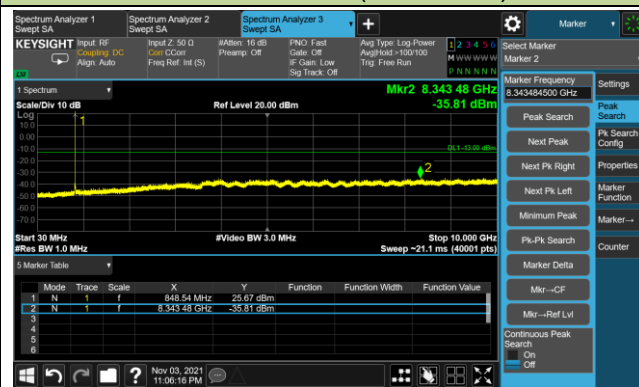 Spectrum Analyzer 1
Swept SA
Spectrum Analyzer 2
Swept SA
Spectrum Analyzer 3
Swept SA
+
Marker
KEYSIGHT
Input: RF
Coupling: DC
Align: Auto
Input Z: 50 Ω
Corr CCorr
Freq Ref: Int (S)
#Atten: 16 dB
Preamp: Off
PNO: Fast
Gate: Off
IF Gain: Low
Sig Track: Off
Avg Type: Log-Power
Avg|Hold:>100/100
Trig: Free Run
1 2 3 4 5 6
M W W W W W
P N N N N N
LXI
Select Marker
Marker 2
1 Spectrum
Mkr2 8.343 48 GHz
Scale/Div 10 dB
Ref Level 20.00 dBm
-35.81 dBm
Log
10.0
0.00
-10.0
-20.0
-30.0
-40.0
-50.0
-60.0
-70.0
1
DL1 -13.00 dBm
2
Start 30 MHz
#Video BW 3.0 MHz
Stop 10.000 GHz
#Res BW 1.0 MHz
Sweep ~21.1 ms (40001 pts)
5 Marker Table
Mode Trace Scale X Y Function Function Width Function Value
1 N 1 f 848.54 MHz 25.67 dBm
2 N 1 f 8.343 48 GHz -35.81 dBm
3
4
5
6
Marker Frequency
8.343484500 GHz
Peak Search
Next Peak
Next Pk Right
Next Pk Left
Minimum Peak
Pk-Pk Search
Marker Delta
Mkr→CF
Mkr→Ref Lvl
Continuous Peak
Search
On
Off
Settings
Peak
Search
Pk Search
Config
Properties
Marker
Function
Marker→
Counter
?
Nov 03, 2021
11:06:16 PM